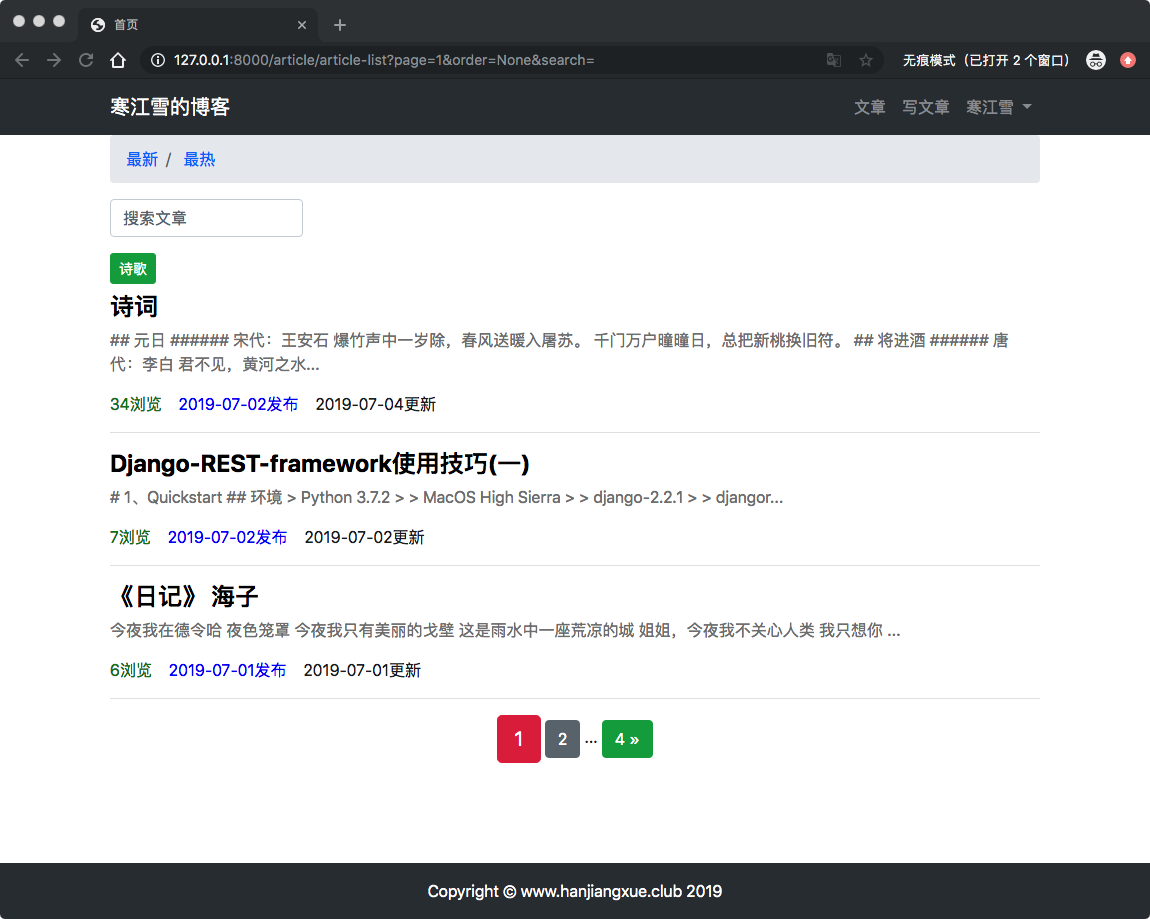 首页
127.0.0.1:8000/article/article-list?page=1&order=None&search=
无痕模式（已打开 2 个窗口）
寒江雪的博客
文章 写文章 寒江雪
最新 / 最热
搜索文章
诗歌
诗词
## 元日 ###### 宋代：王安石 爆竹声中一岁除，春风送暖入屠苏。 千门万户曈曈日，总把新桃换旧符。 ## 将进酒 ###### 唐
代：李白 君不见，黄河之水...
34浏览 2019-07-02发布 2019-07-04更新
Django-REST-framework使用技巧(一)
# 1、Quickstart ## 环境 > Python 3.7.2 > > MacOS High Sierra > > django-2.2.1 > > djangor...
7浏览 2019-07-02发布 2019-07-02更新
《日记》 海子
今夜我在德令哈 夜色笼罩 今夜我只有美丽的戈壁 这是雨水中一座荒凉的城 姐姐，今夜我不关心人类 我只想你 ...
6浏览 2019-07-01发布 2019-07-01更新
1 2 ... 4 »
Copyright © www.hanjiangxue.club 2019